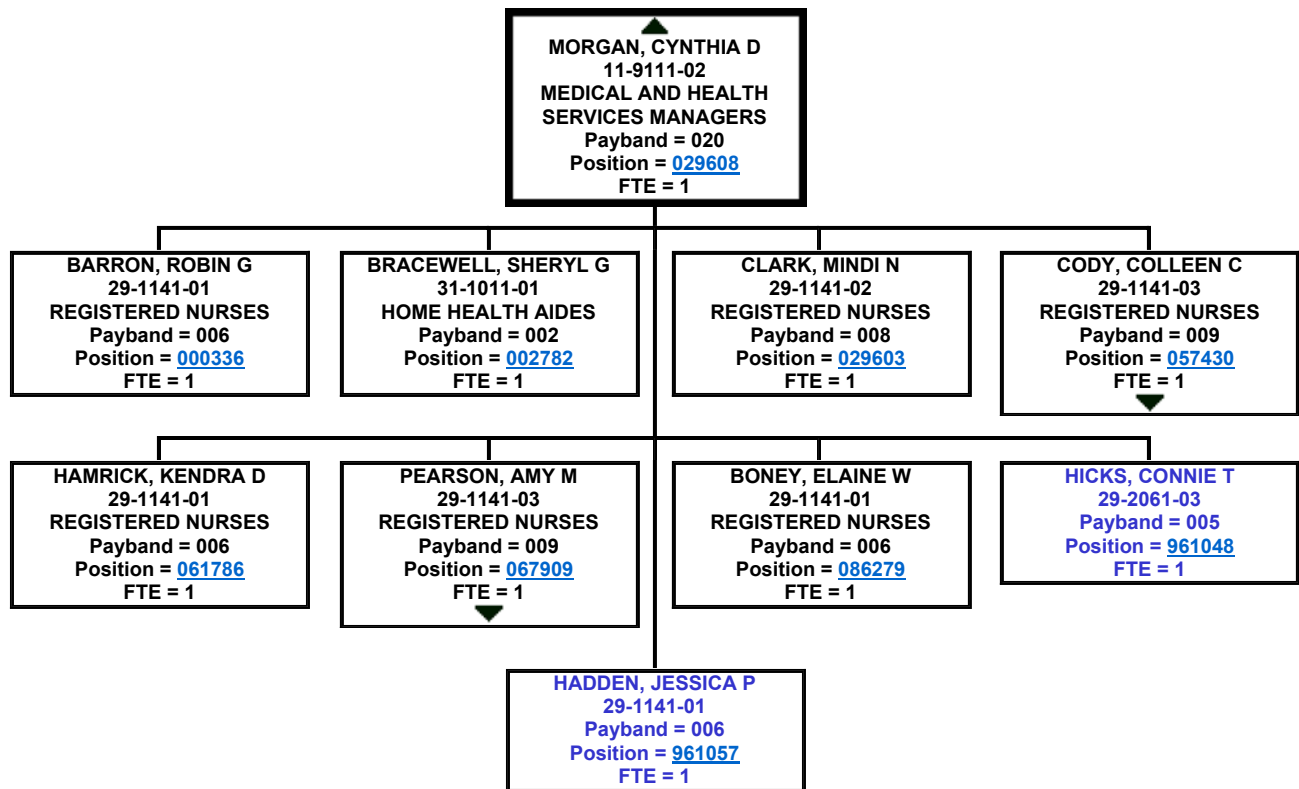 MORGAN, CYNTHIA D
11-9111-02
MEDICAL AND HEALTH
SERVICES MANAGERS
Payband = 020
Position = 029608
FTE = 1
BARRON, ROBIN G
29-1141-01
REGISTERED NURSES
Payband = 006
Position = 000336
FTE = 1
BRACEWELL, SHERYL G
31-1011-01
HOME HEALTH AIDES
Payband = 002
Position = 002782
FTE = 1
CLARK, MINDI N
29-1141-02
REGISTERED NURSES
Payband = 008
Position = 029603
FTE = 1
CODY, COLLEEN C
29-1141-03
REGISTERED NURSES
Payband = 009
Position = 057430
FTE = 1
HAMRICK, KENDRA D
29-1141-01
REGISTERED NURSES
Payband = 006
Position = 061786
FTE = 1
PEARSON, AMY M
29-1141-03
REGISTERED NURSES
Payband = 009
Position = 067909
FTE = 1
BONEY, ELAINE W
29-1141-01
REGISTERED NURSES
Payband = 006
Position = 086279
FTE = 1
HICKS, CONNIE T
29-2061-03
Payband = 005
Position = 961048
FTE = 1
HADDEN, JESSICA P
29-1141-01
Payband = 006
Position = 961057
FTE = 1